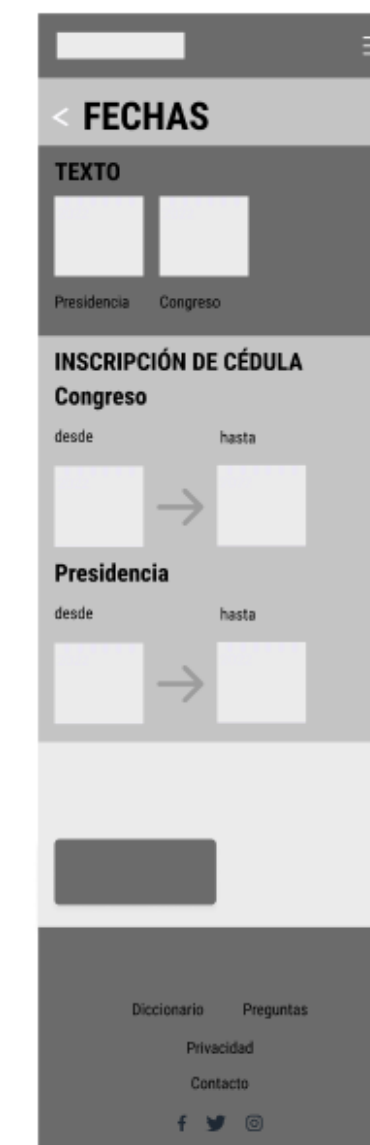 < FECHAS
TEXTO
Presidencia Congreso
INSCRIPCIÓN DE CÉDULA
Congreso
desde hasta
Presidencia
desde hasta
Diccionario Preguntas
Privacidad
Contacto